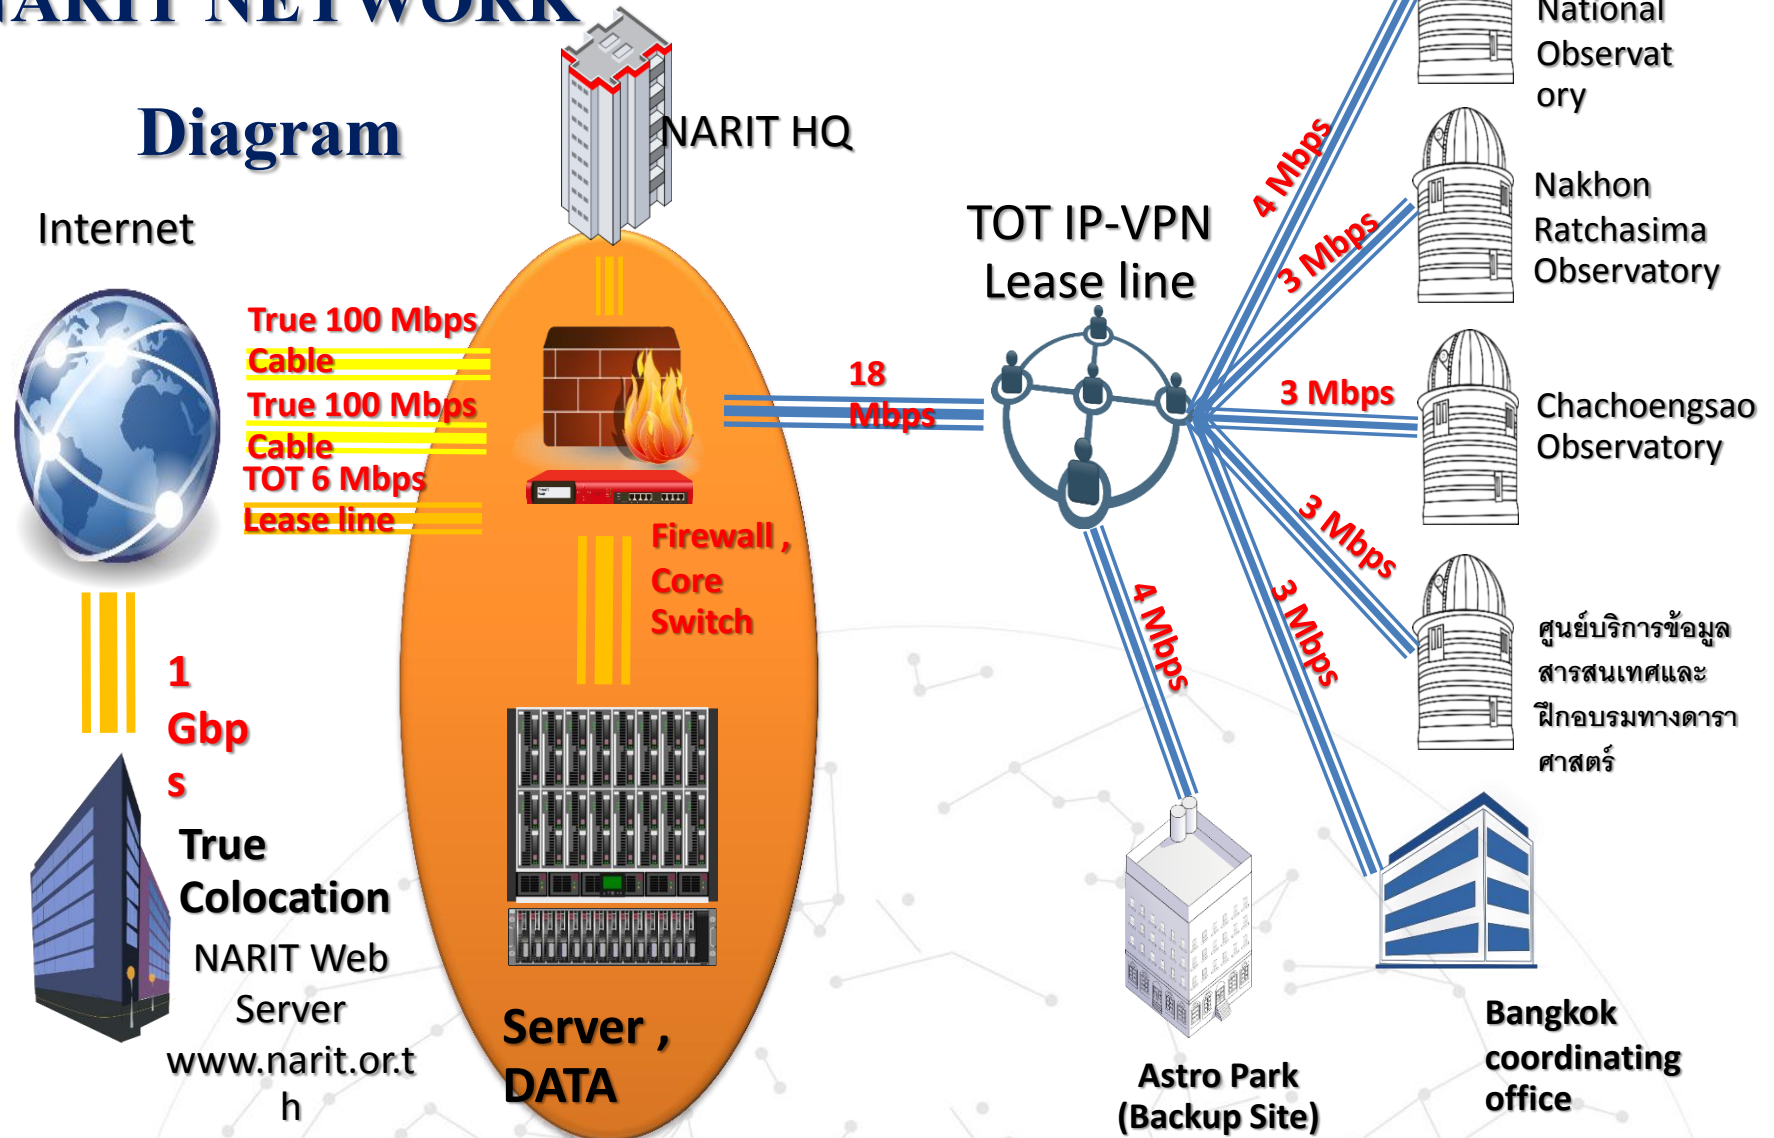 NARIT NETWORK
Diagram
NARIT HQ
Internet
True 100 Mbps
Cable
True 100 Mbps
Cable
TOT 6 Mbps
Lease line
Firewall ,
Core
Switch
1
Gbp
s
True
Colocation
NARIT Web
Server
www.narit.or.t
h
Server ,
DATA
18
Mbps
TOT IP-VPN
Lease line
4 Mbps
3 Mbps
3 Mbps
3 Mbps
3 Mbps
4 Mbps
National
Observat
ory
Nakhon
Ratchasima
Observatory
Chachoengsao
Observatory
ศูนย์บริการข้อมูล
สารสนเทศและ
ฝึกอบรมทางดารา
ศาสตร์
Astro Park
(Backup Site)
Bangkok
coordinating
office